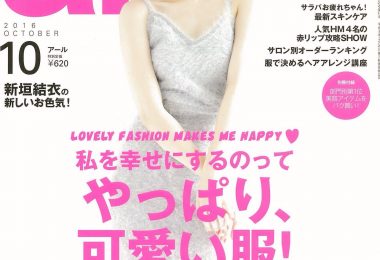 2016
OCTOBER
10
アール
¥620
新垣結衣の
新しいお色気!
サラバお疲れちゃん!
最新スキンケア
人気HM4名の
赤リップ攻略SHOW
サロン別オーダーランキング
服で決めるヘアアレンジ講座
LOVELY FASHION MAKES ME HAPPY♥
私を幸せにするのって
やっぱり、
可愛い服!